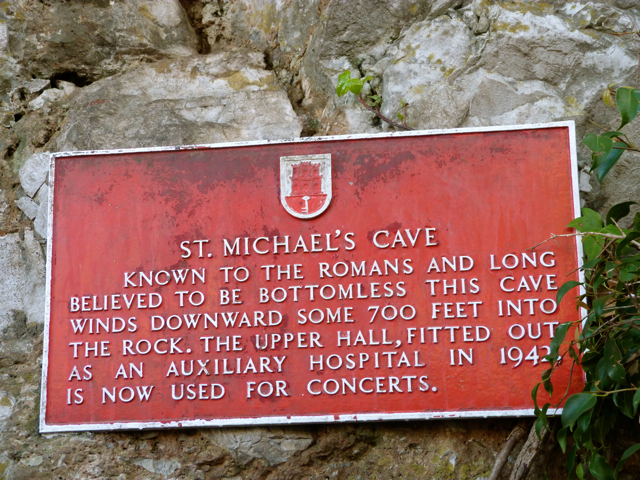 ST. MICHAEL'S CAVE
KNOWN TO THE ROMANS AND LONG
BELIEVED TO BE BOTTOMLESS THIS CAVE
WINDS DOWNWARD SOME 700 FEET INTO
THE ROCK. THE UPPER HALL, FITTED OUT
AS AN AUXILIARY HOSPITAL IN 1942,
IS NOW USED FOR CONCERTS.